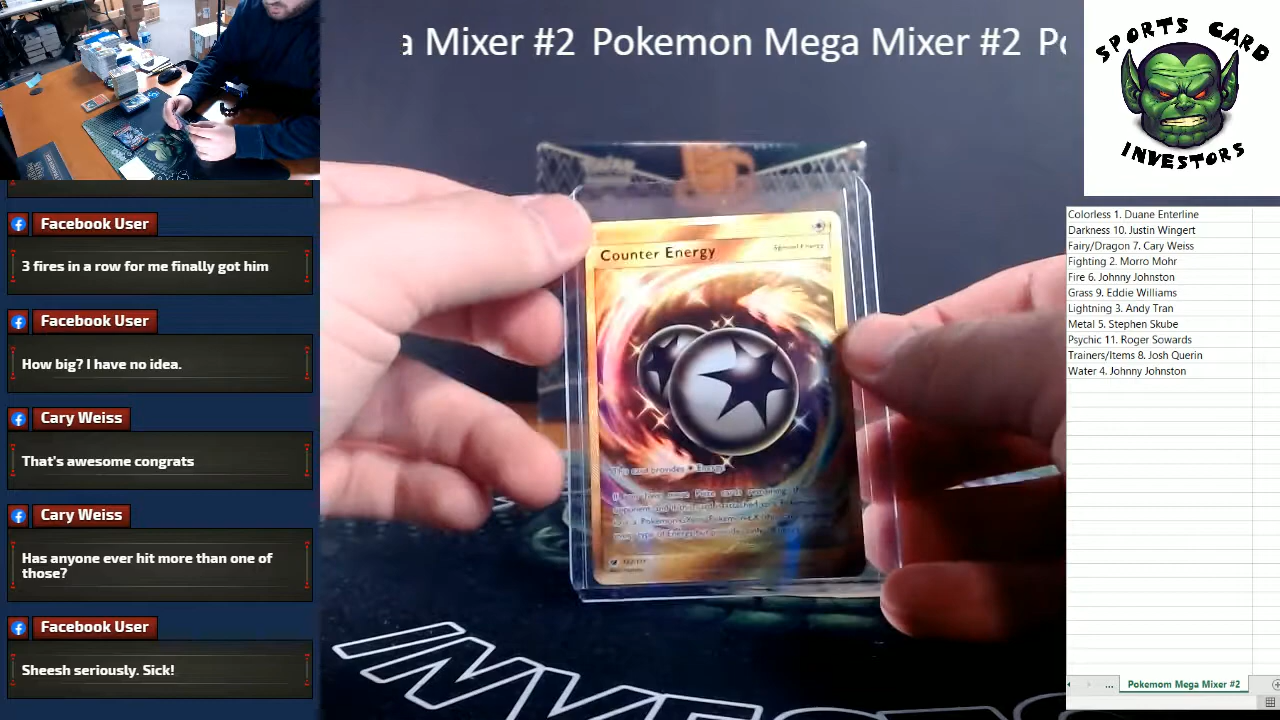 a Mixer #2 Pokemon Mega Mixer #2 Po
SPORTS CARD
INVESTORS
Facebook User
3 fires in a row for me finally got him
Facebook User
How big? I have no idea.
Cary Weiss
That's awesome congrats
Cary Weiss
Has anyone ever hit more than one of
those?
Facebook User
Sheesh seriously. Sick!
Counter Energy
Special Energy
This card provides Energy.
INVES
Colorless 1. Duane Enterline
Darkness 10. Justin Wingert
Fairy/Dragon 7. Cary Weiss
Fighting 2. Morro Mohr
Fire 6. Johnny Johnston
Grass 9. Eddie Williams
Lightning 3. Andy Tran
Metal 5. Stephen Skube
Psychic 11. Roger Sowards
Trainers/Items 8. Josh Querin
Water 4. Johnny Johnston
... Pokemom Mega Mixer #2